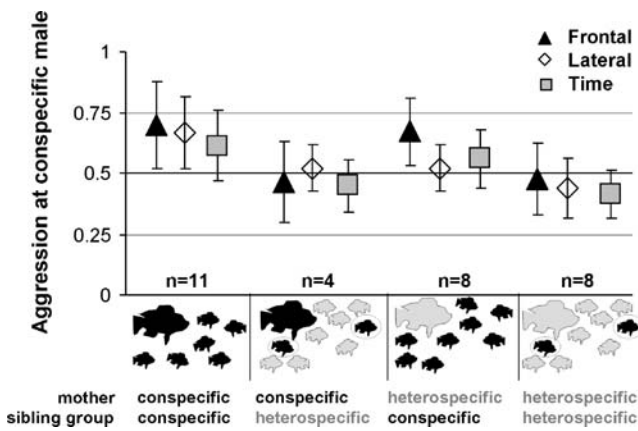 Aggression at conspecific male
1
0.75
0.5
0.25
0
Frontal
Lateral
Time
n=11 n=4 n=8 n=8
mother conspecific conspecific heterospecific heterospecific
sibling group conspecific heterospecific conspecific heterospecific